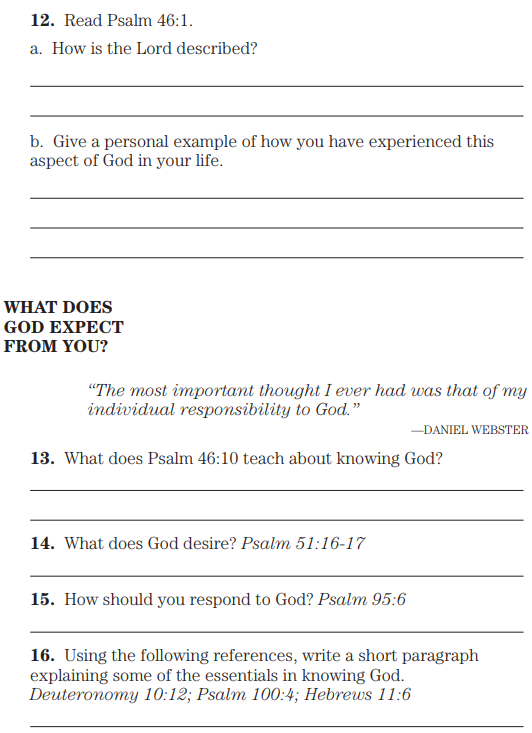 12. Read Psalm 46:1.
a. How is the Lord described?
b. Give a personal example of how you have experienced this
aspect of God in your life.
WHAT DOES
GOD EXPECT
FROM YOU?
“The most important thought I ever had was that of my
individual responsibility to God.”
—DANIEL WEBSTER
13. What does Psalm 46:10 teach about knowing God?
14. What does God desire? Psalm 51:16-17
15. How should you respond to God? Psalm 95:6
16. Using the following references, write a short paragraph
explaining some of the essentials in knowing God.
Deuteronomy 10:12; Psalm 100:4; Hebrews 11:6